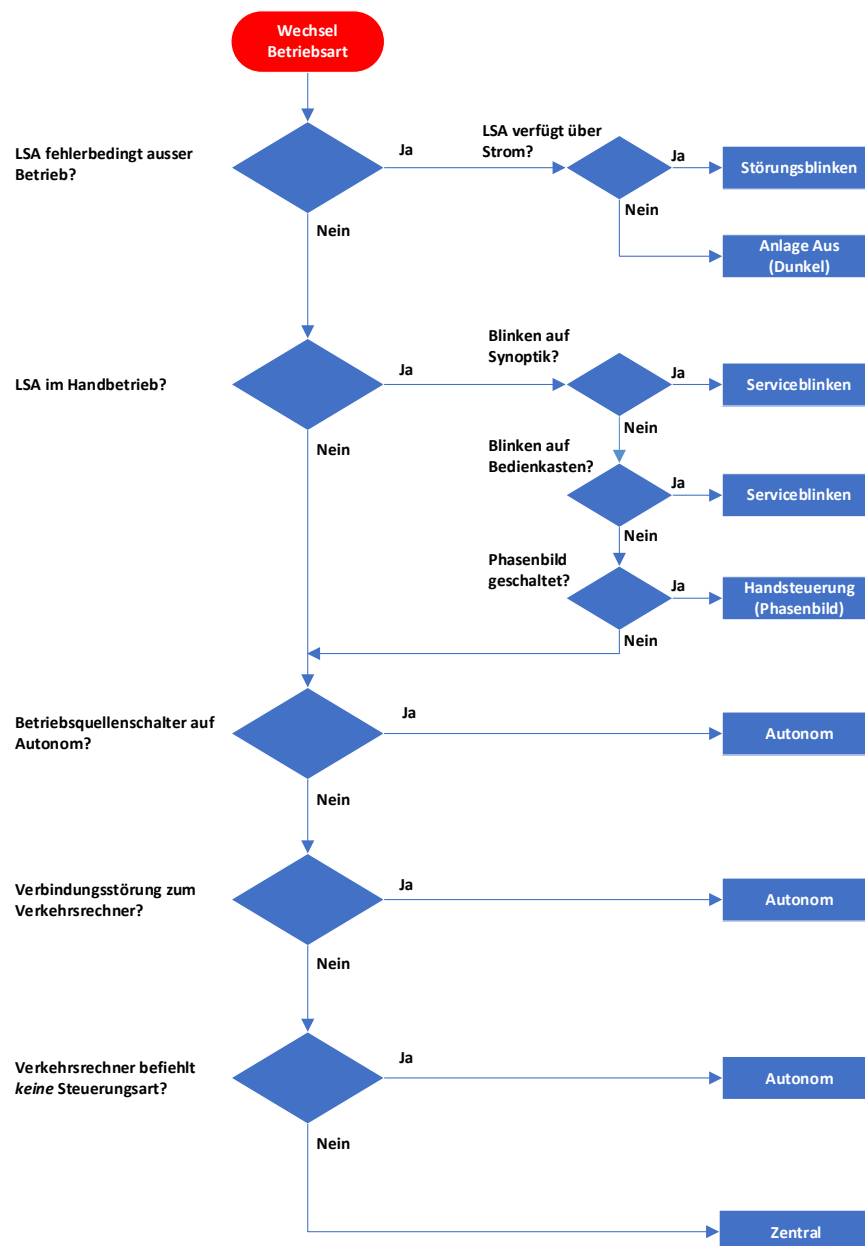 Wechsel
Betriebsart
LSA fehlerbedingt ausser
Betrieb?
Ja
LSA verfügt über
Strom?
Ja
Störungsblinken
Nein
Nein
Anlage Aus
(Dunkel)
LSA im Handbetrieb?
Ja
Blinken auf
Synoptik?
Ja
Serviceblinken
Nein
Nein
Blinken auf
Bedienkasten?
Ja
Serviceblinken
Nein
Phasenbild
geschaltet?
Ja
Handsteuerung
(Phasenbild)
Nein
Betriebsquellenschalter auf
Autonom?
Ja
Autonom
Nein
Verbindungsstörung zum
Verkehrsrechner?
Ja
Autonom
Nein
Verkehrsrechner befiehlt
keine Steuerungsart?
Ja
Autonom
Nein
Zentral